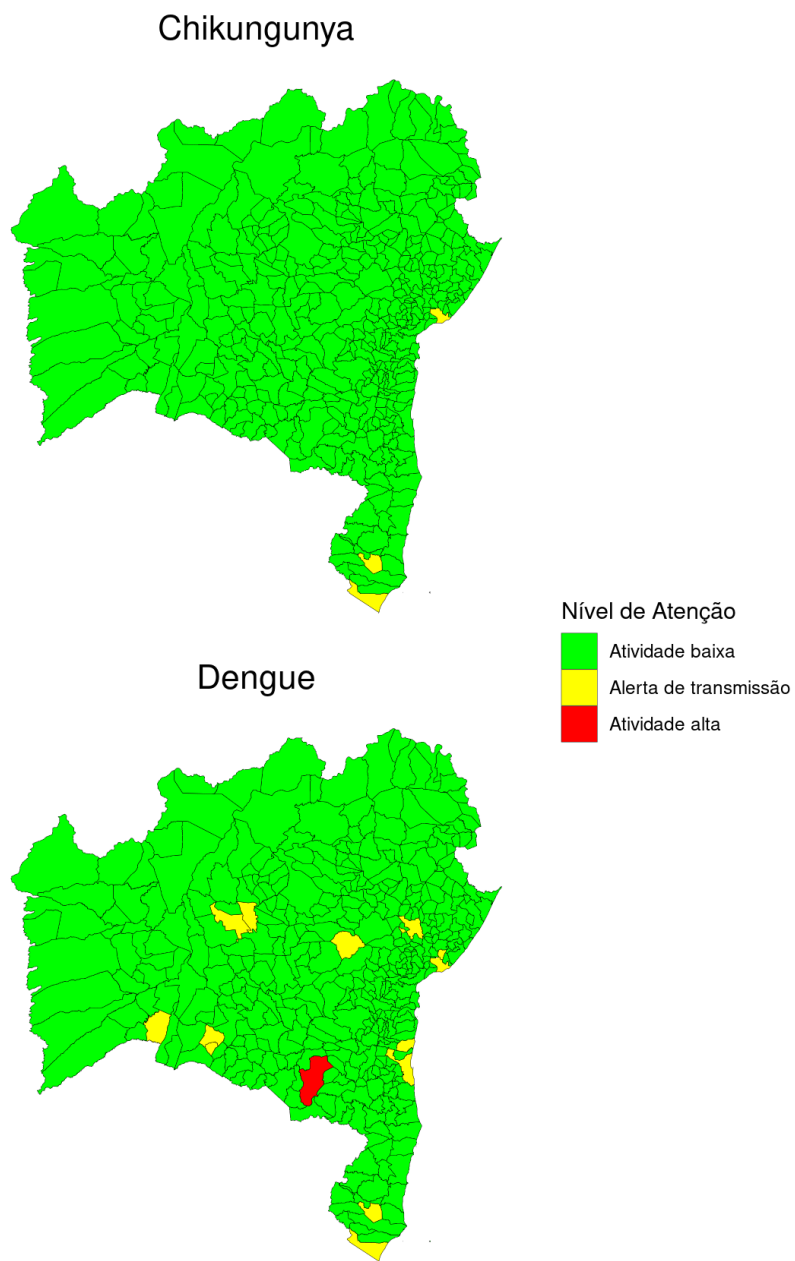 Chikungunya
Nível de Atenção
Atividade baixa
Alerta de transmissão
Atividade alta
Dengue